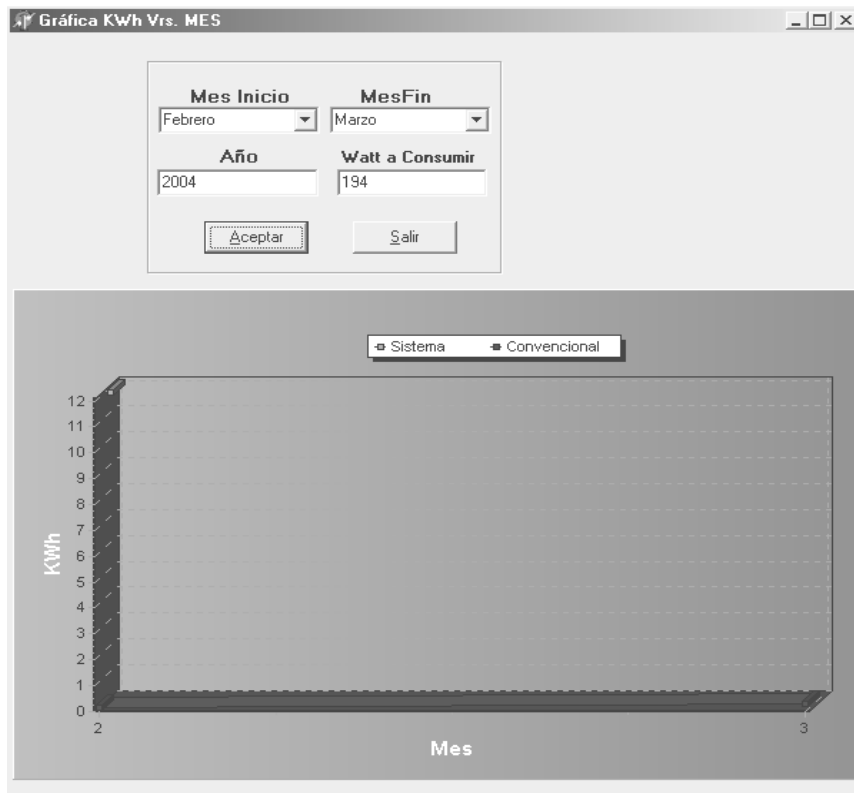 Gráfica KWh Vrs. MES
Mes Inicio MesFin
Febrero Marzo
Año Watt a Consumir
2004 194
Aceptar Salir
Sistema Convencional
12
11
10
9
8
7
6
5
4
3
2
1
0
KWh
2 3
Mes